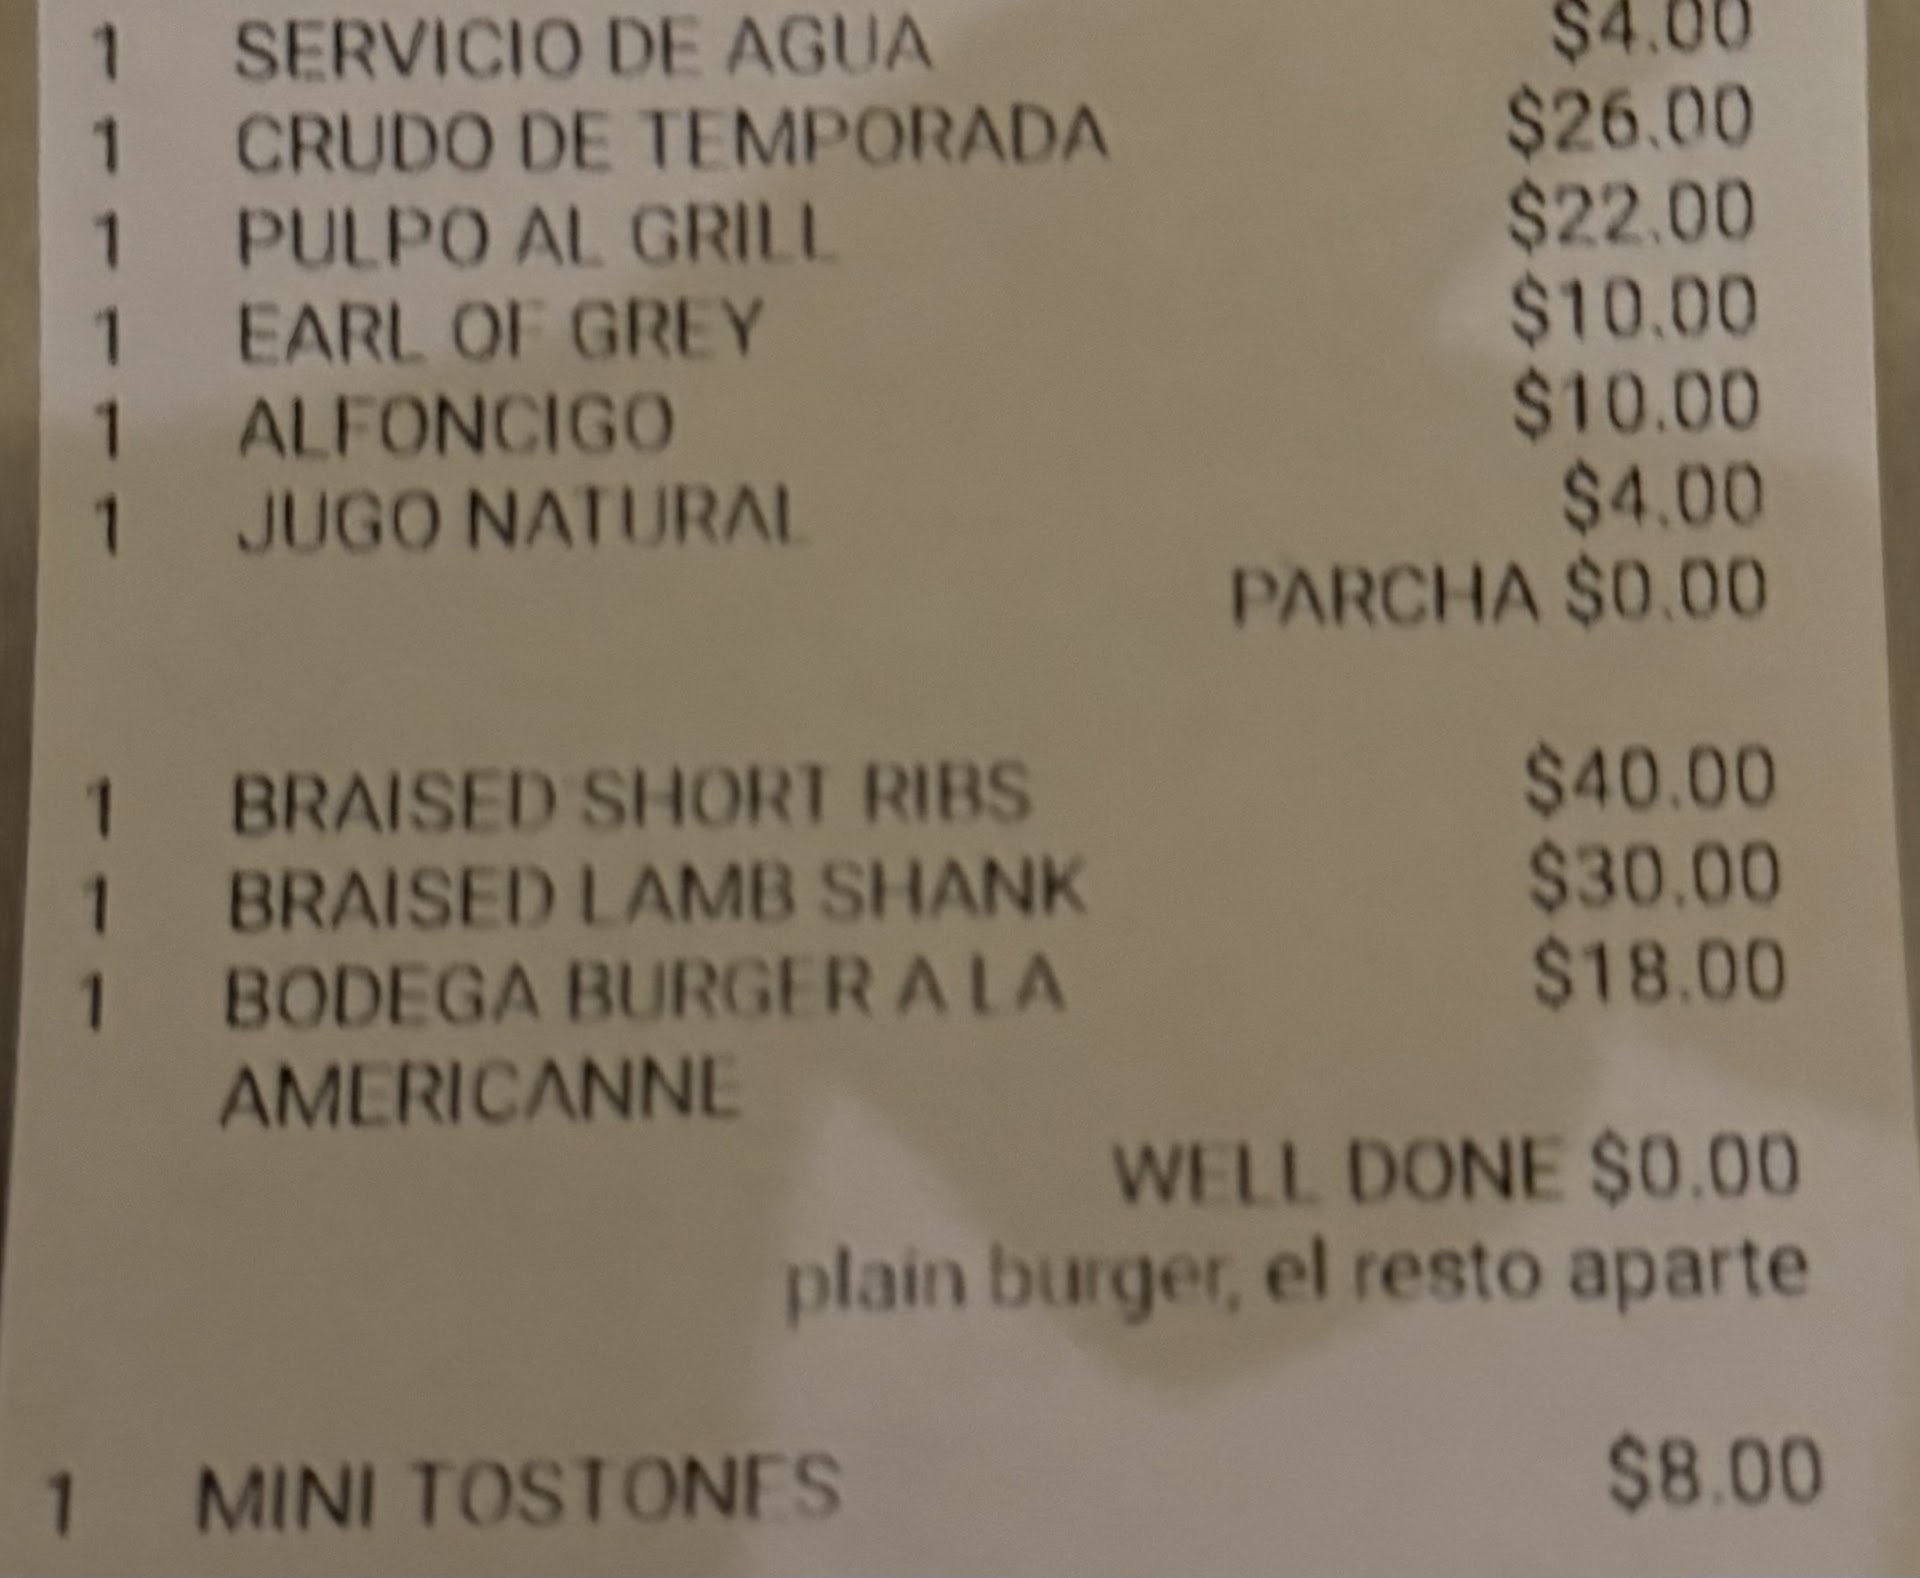 1 SERVICIO DE AGUA $4.00
1 CRUDO DE TEMPORADA $26.00
1 PULPO AL GRILL $22.00
1 EARL OF GREY $10.00
1 ALFONCIGO $10.00
1 JUGO NATURAL $4.00
PARCHA $0.00
1 BRAISED SHORT RIBS $40.00
1 BRAISED LAMB SHANK $30.00
1 BODEGA BURGER A LA $18.00
AMERICANNE
WELL DONE $0.00
plain burger, el resto aparte
1 MINI TOSTONES $8.00